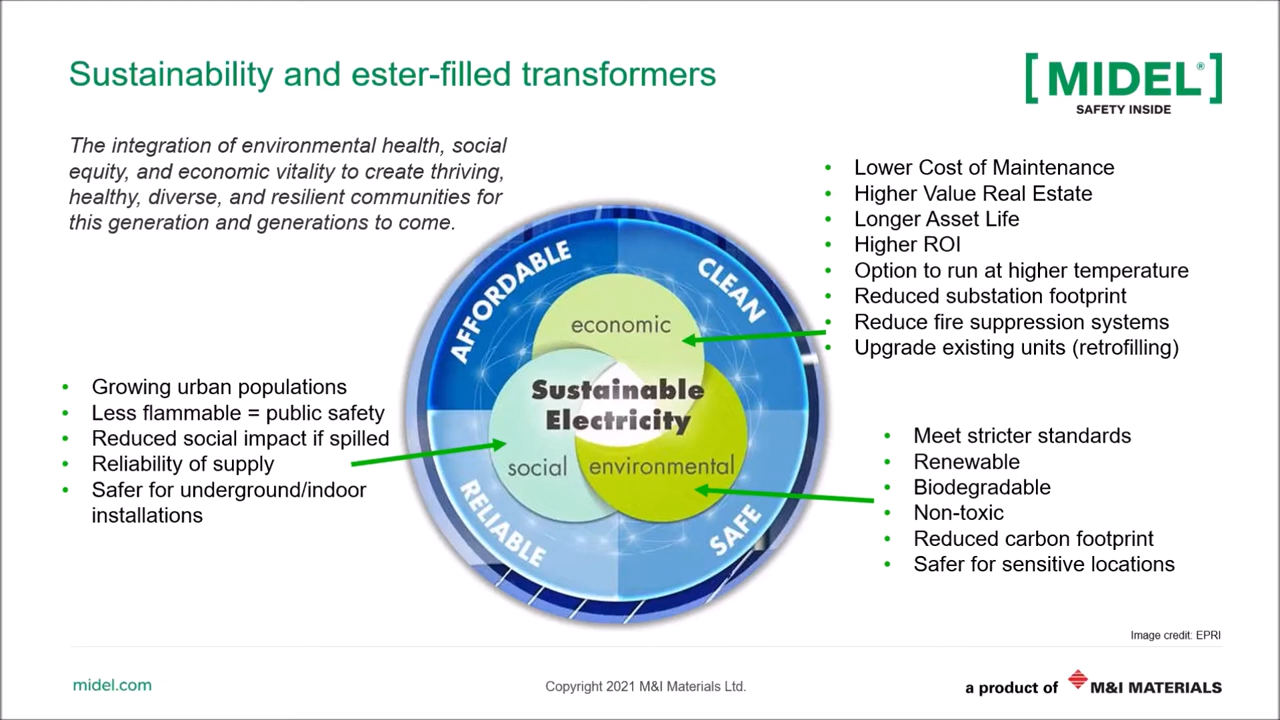 Sustainability and ester-filled transformers
[MIDEL®]
SAFETY INSIDE
The integration of environmental health, social
equity, and economic vitality to create thriving,
healthy, diverse, and resilient communities for
this generation and generations to come.
• Lower Cost of Maintenance
• Higher Value Real Estate
• Longer Asset Life
• Higher ROI
• Option to run at higher temperature
• Reduced substation footprint
• Reduce fire suppression systems
• Upgrade existing units (retrofilling)
AFFORDABLE
CLEAN
economic
Sustainable
Electricity
social
environmental
RELIABLE
SAFE
• Growing urban populations
• Less flammable = public safety
• Reduced social impact if spilled
• Reliability of supply
• Safer for underground/indoor
installations
• Meet stricter standards
• Renewable
• Biodegradable
• Non-toxic
• Reduced carbon footprint
• Safer for sensitive locations
Image credit: EPRI
midel.com
Copyright 2021 M&I Materials Ltd.
a product of M&I MATERIALS